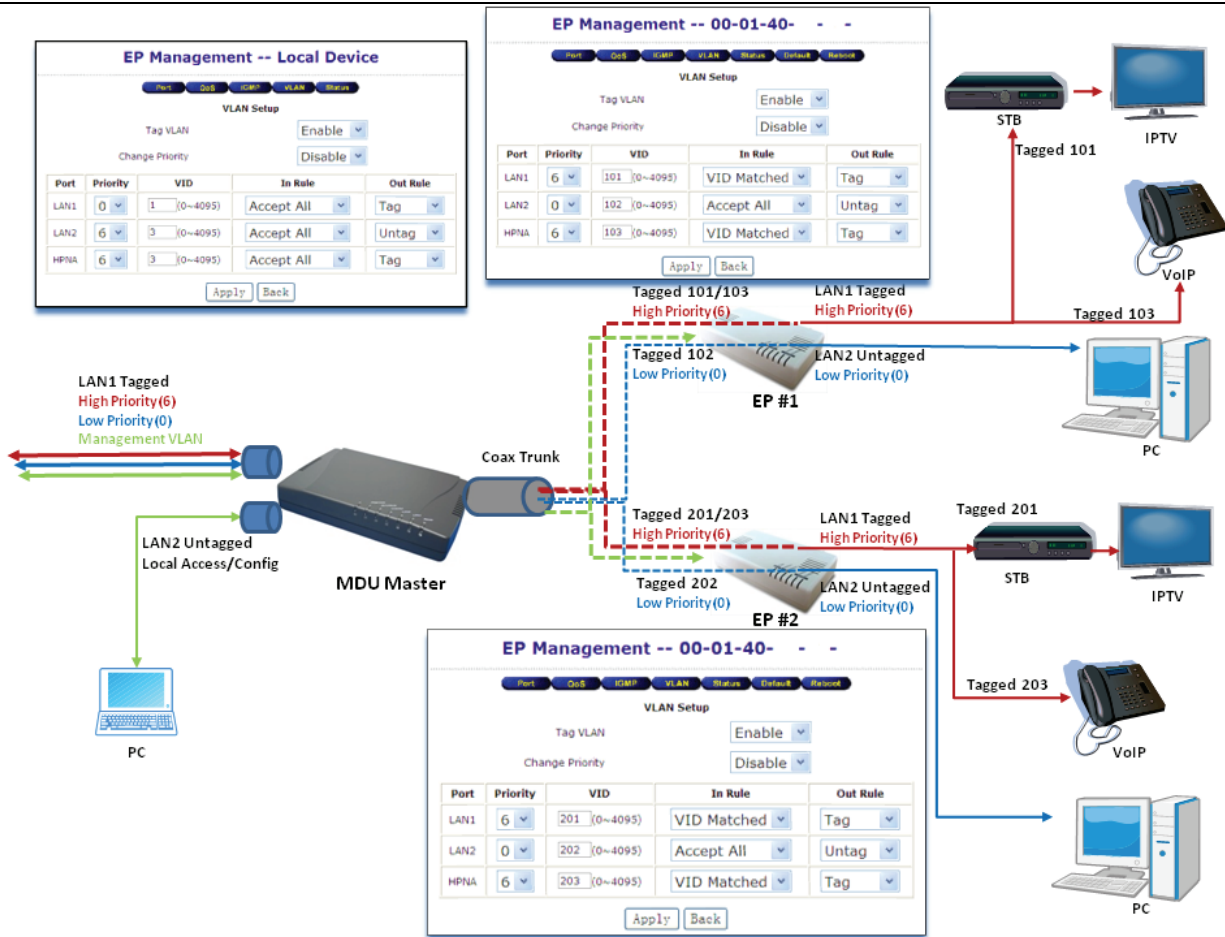 EP Management -- Local Device
Port QoS IGMP VLAN Status
VLAN Setup
Tag VLAN Enable
Change Priority Disable
Port Priority VID In Rule Out Rule
LAN1 0 1 (0~4095) Accept All Tag
LAN2 6 3 (0~4095) Accept All Untag
HPNA 6 3 (0~4095) Accept All Tag
Apply Back
EP Management -- 00-01-40- - -
Port QoS IGMP VLAN Status Default Reboot
VLAN Setup
Tag VLAN Enable
Change Priority Disable
Port Priority VID In Rule Out Rule
LAN1 6 101 (0~4095) VID Matched Tag
LAN2 0 102 (0~4095) Accept All Untag
HPNA 6 103 (0~4095) VID Matched Tag
Apply Back
STB
IPTV
Tagged 101
VoIP
Tagged 103
PC
Tagged 101/103
High Priority(6)
LAN1 Tagged
High Priority(6)
Tagged 102
Low Priority(0)
LAN2 Untagged
Low Priority(0)
EP #1
LAN1 Tagged
High Priority(6)
Low Priority(0)
Management VLAN
Coax Trunk
LAN2 Untagged
Local Access/Config
MDU Master
PC
Tagged 201/203
High Priority(6)
LAN1 Tagged
High Priority(6)
Tagged 201
STB
IPTV
Tagged 202
Low Priority(0)
LAN2 Untagged
Low Priority(0)
EP #2
Tagged 203
VoIP
PC
EP Management -- 00-01-40- - -
Port QoS IGMP VLAN Status Default Reboot
VLAN Setup
Tag VLAN Enable
Change Priority Disable
Port Priority VID In Rule Out Rule
LAN1 6 201 (0~4095) VID Matched Tag
LAN2 0 202 (0~4095) Accept All Untag
HPNA 6 203 (0~4095) VID Matched Tag
Apply Back